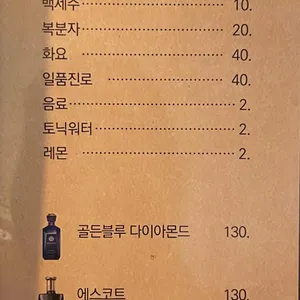 백세주 10.
복분자 20.
화요 40.
일품진로 40.
음료 2.
토닉워터 2.
레몬 2.
골든블루 다이아몬드 130.
에스코트 130.